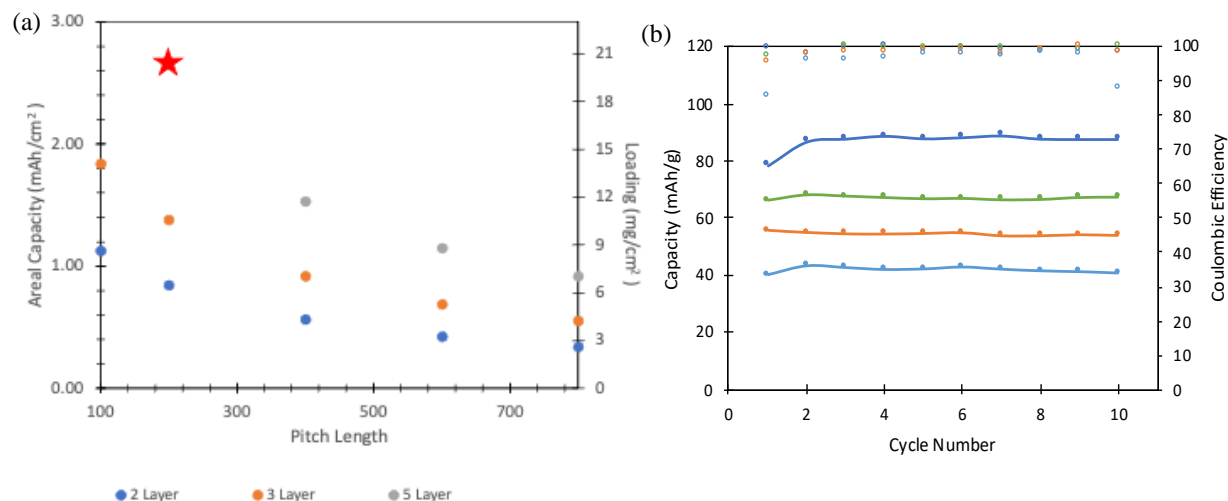 (a)
3.00
2.00
1.00
0.00
Areal Capacity (mAh/cm²)
21
18
15
12
9
6
3
0
Loading (mg/cm²)
100 300 500 700
Pitch Length
2 Layer 3 Layer 5 Layer
(b)
120
100
80
60
40
20
0
Capacity (mAh/g)
100
90
80
70
60
50
40
30
20
10
0
Coulombic Efficiency
0 2 4 6 8 10
Cycle Number